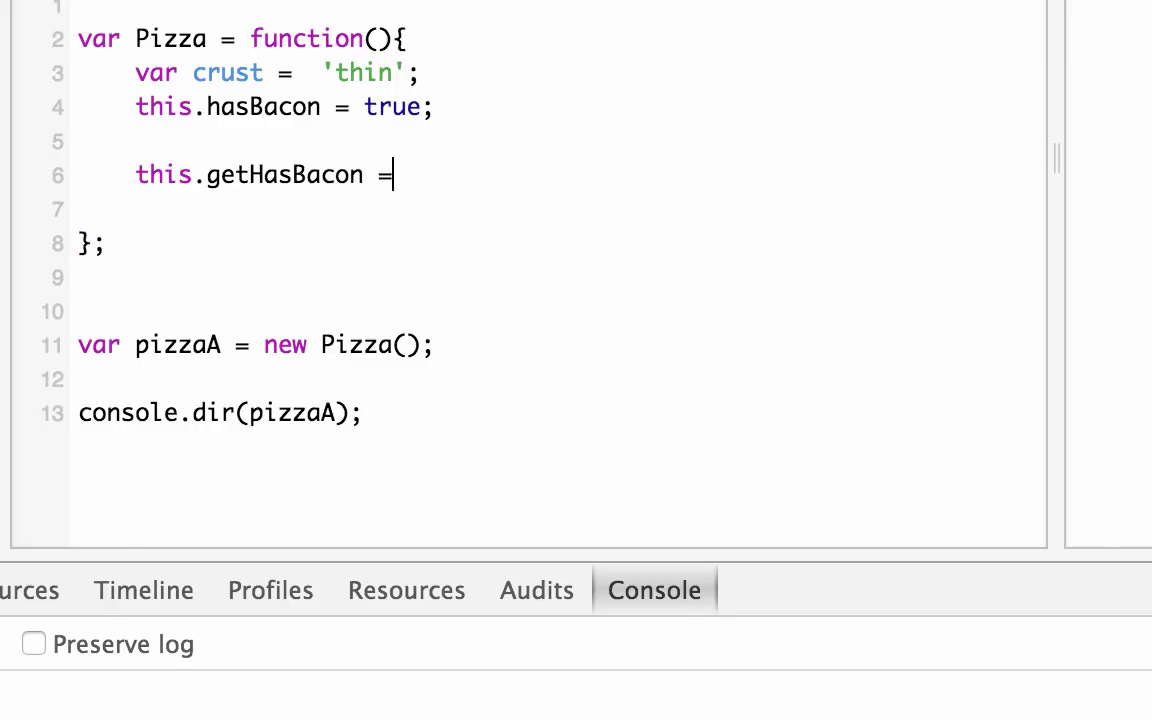 1
2 var Pizza = function(){
3 var crust =  'thin';
4 this.hasBacon = true;
5
6 this.getHasBacon =
7
8 };
9
10
11 var pizzaA = new Pizza();
12
13 console.dir(pizzaA);
urces Timeline Profiles Resources Audits Console
Preserve log